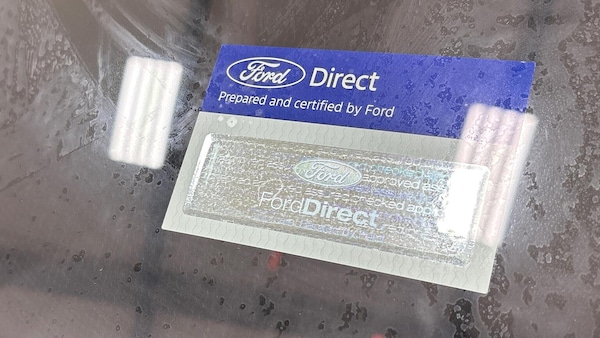 Ford Direct
Prepared and certified by Ford
Ford
FordDirect